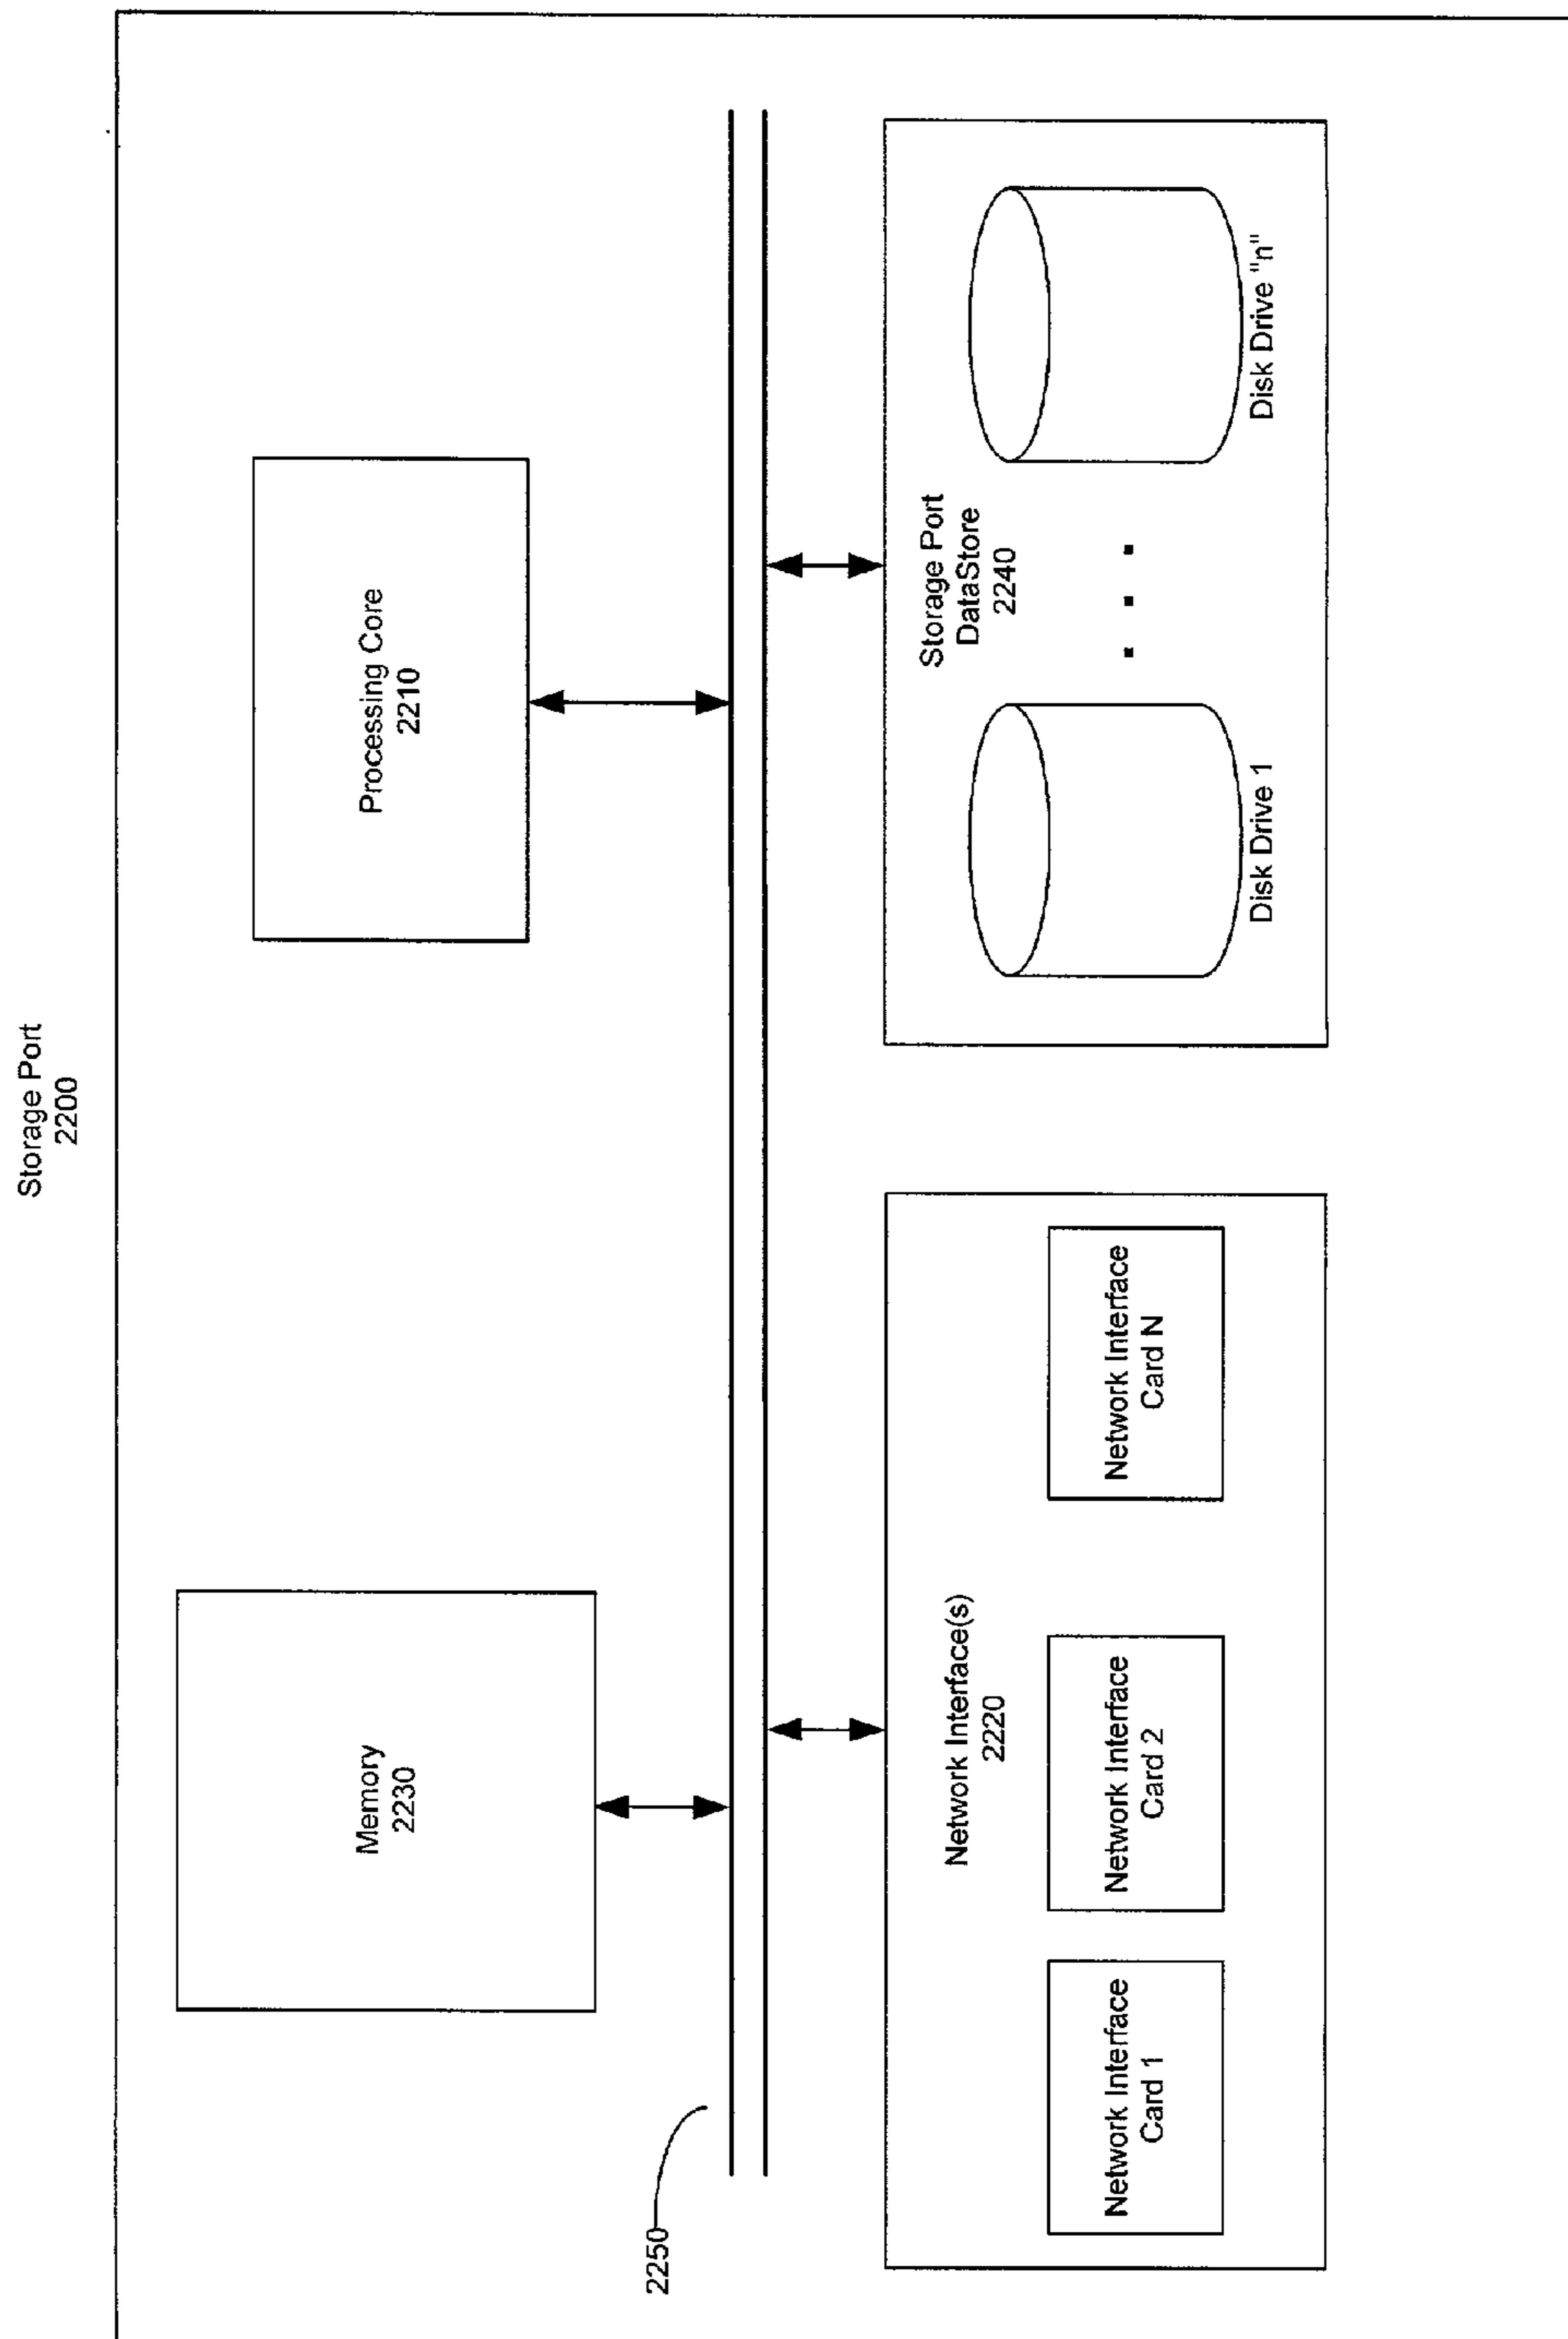 Storage Port
2200
Memory
2230
Processing Core
2210
2250
Network Interface(s)
2220
Network Interface
Card 1
Network Interface
Card 2
Network Interface
Card N
Storage Port
DataStore
2240
. . .
Disk Drive 1
Disk Drive "n"